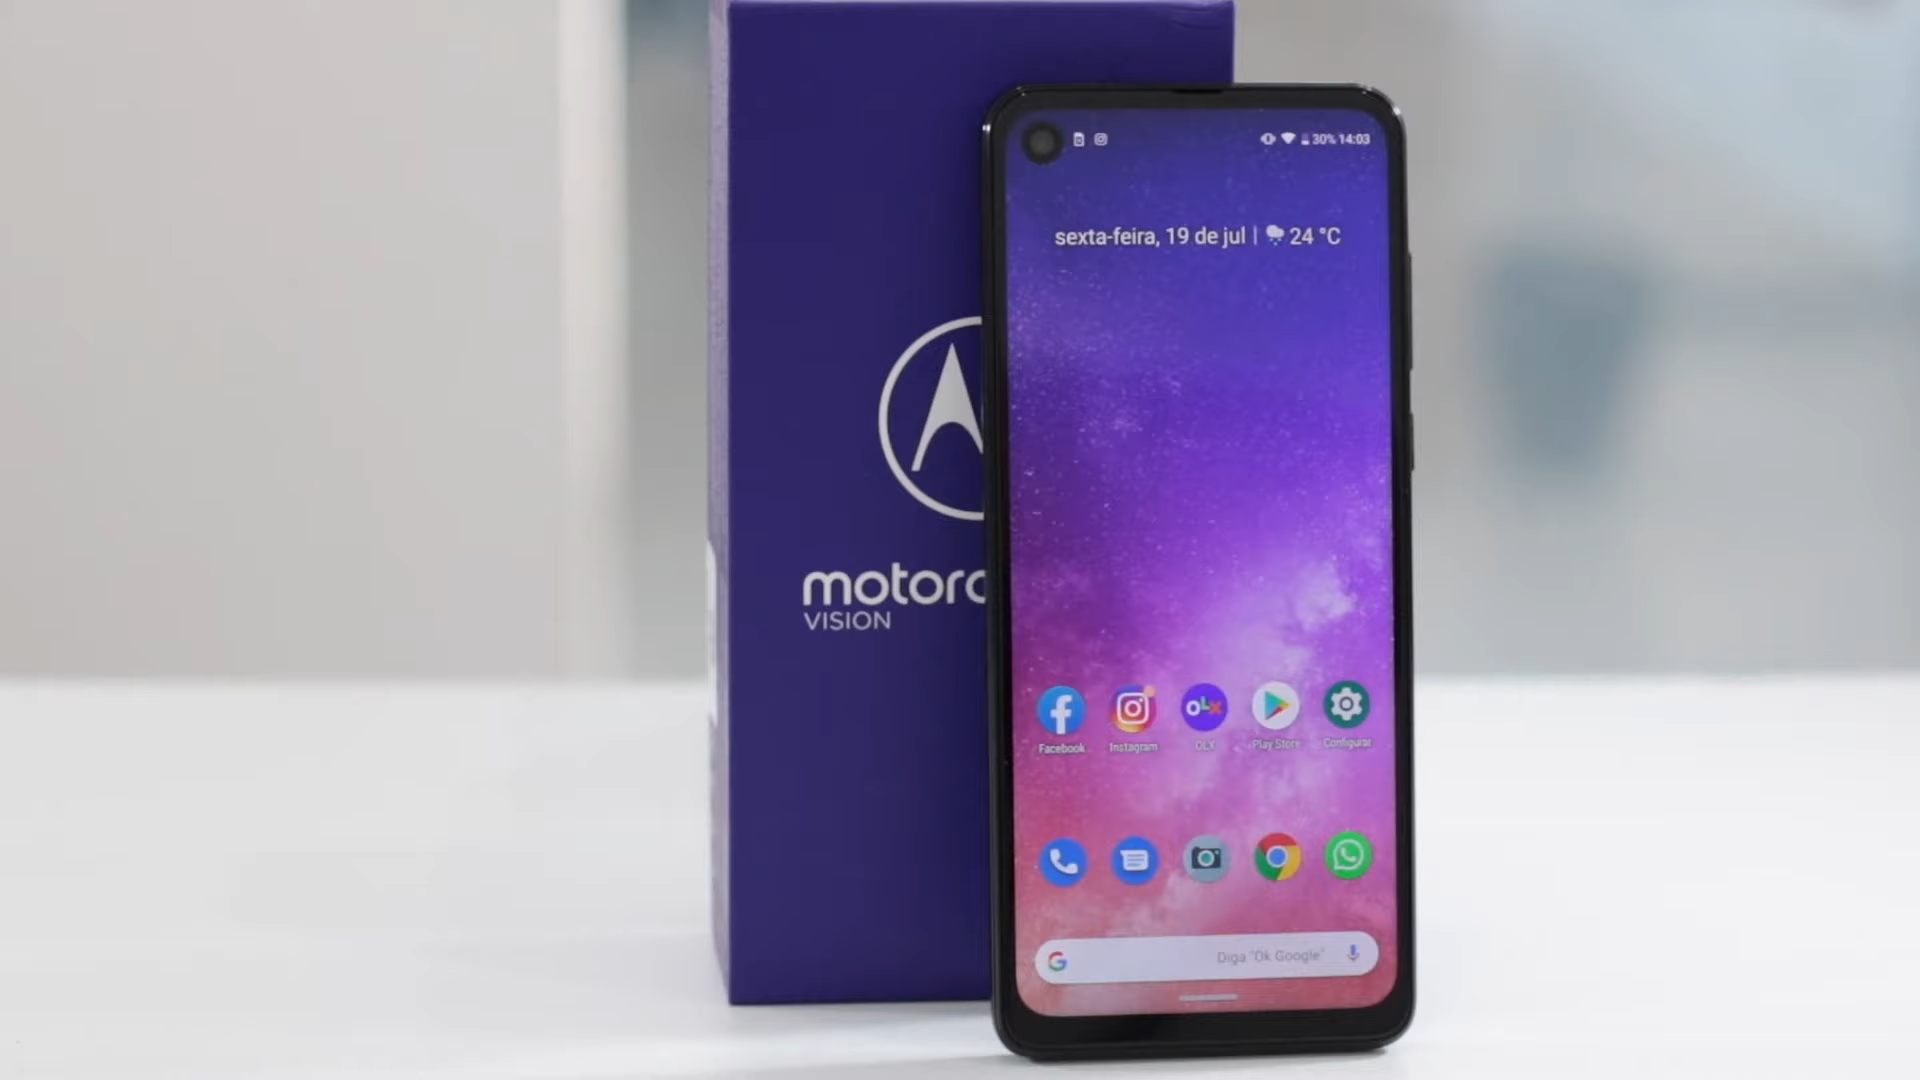 30% 14:03
sexta-feira, 19 de jul | 24 °C
motoro
VISION
Facebook
Instagram
OLX
OLX
Play Store
Configurar
G
Diga "Ok Google"